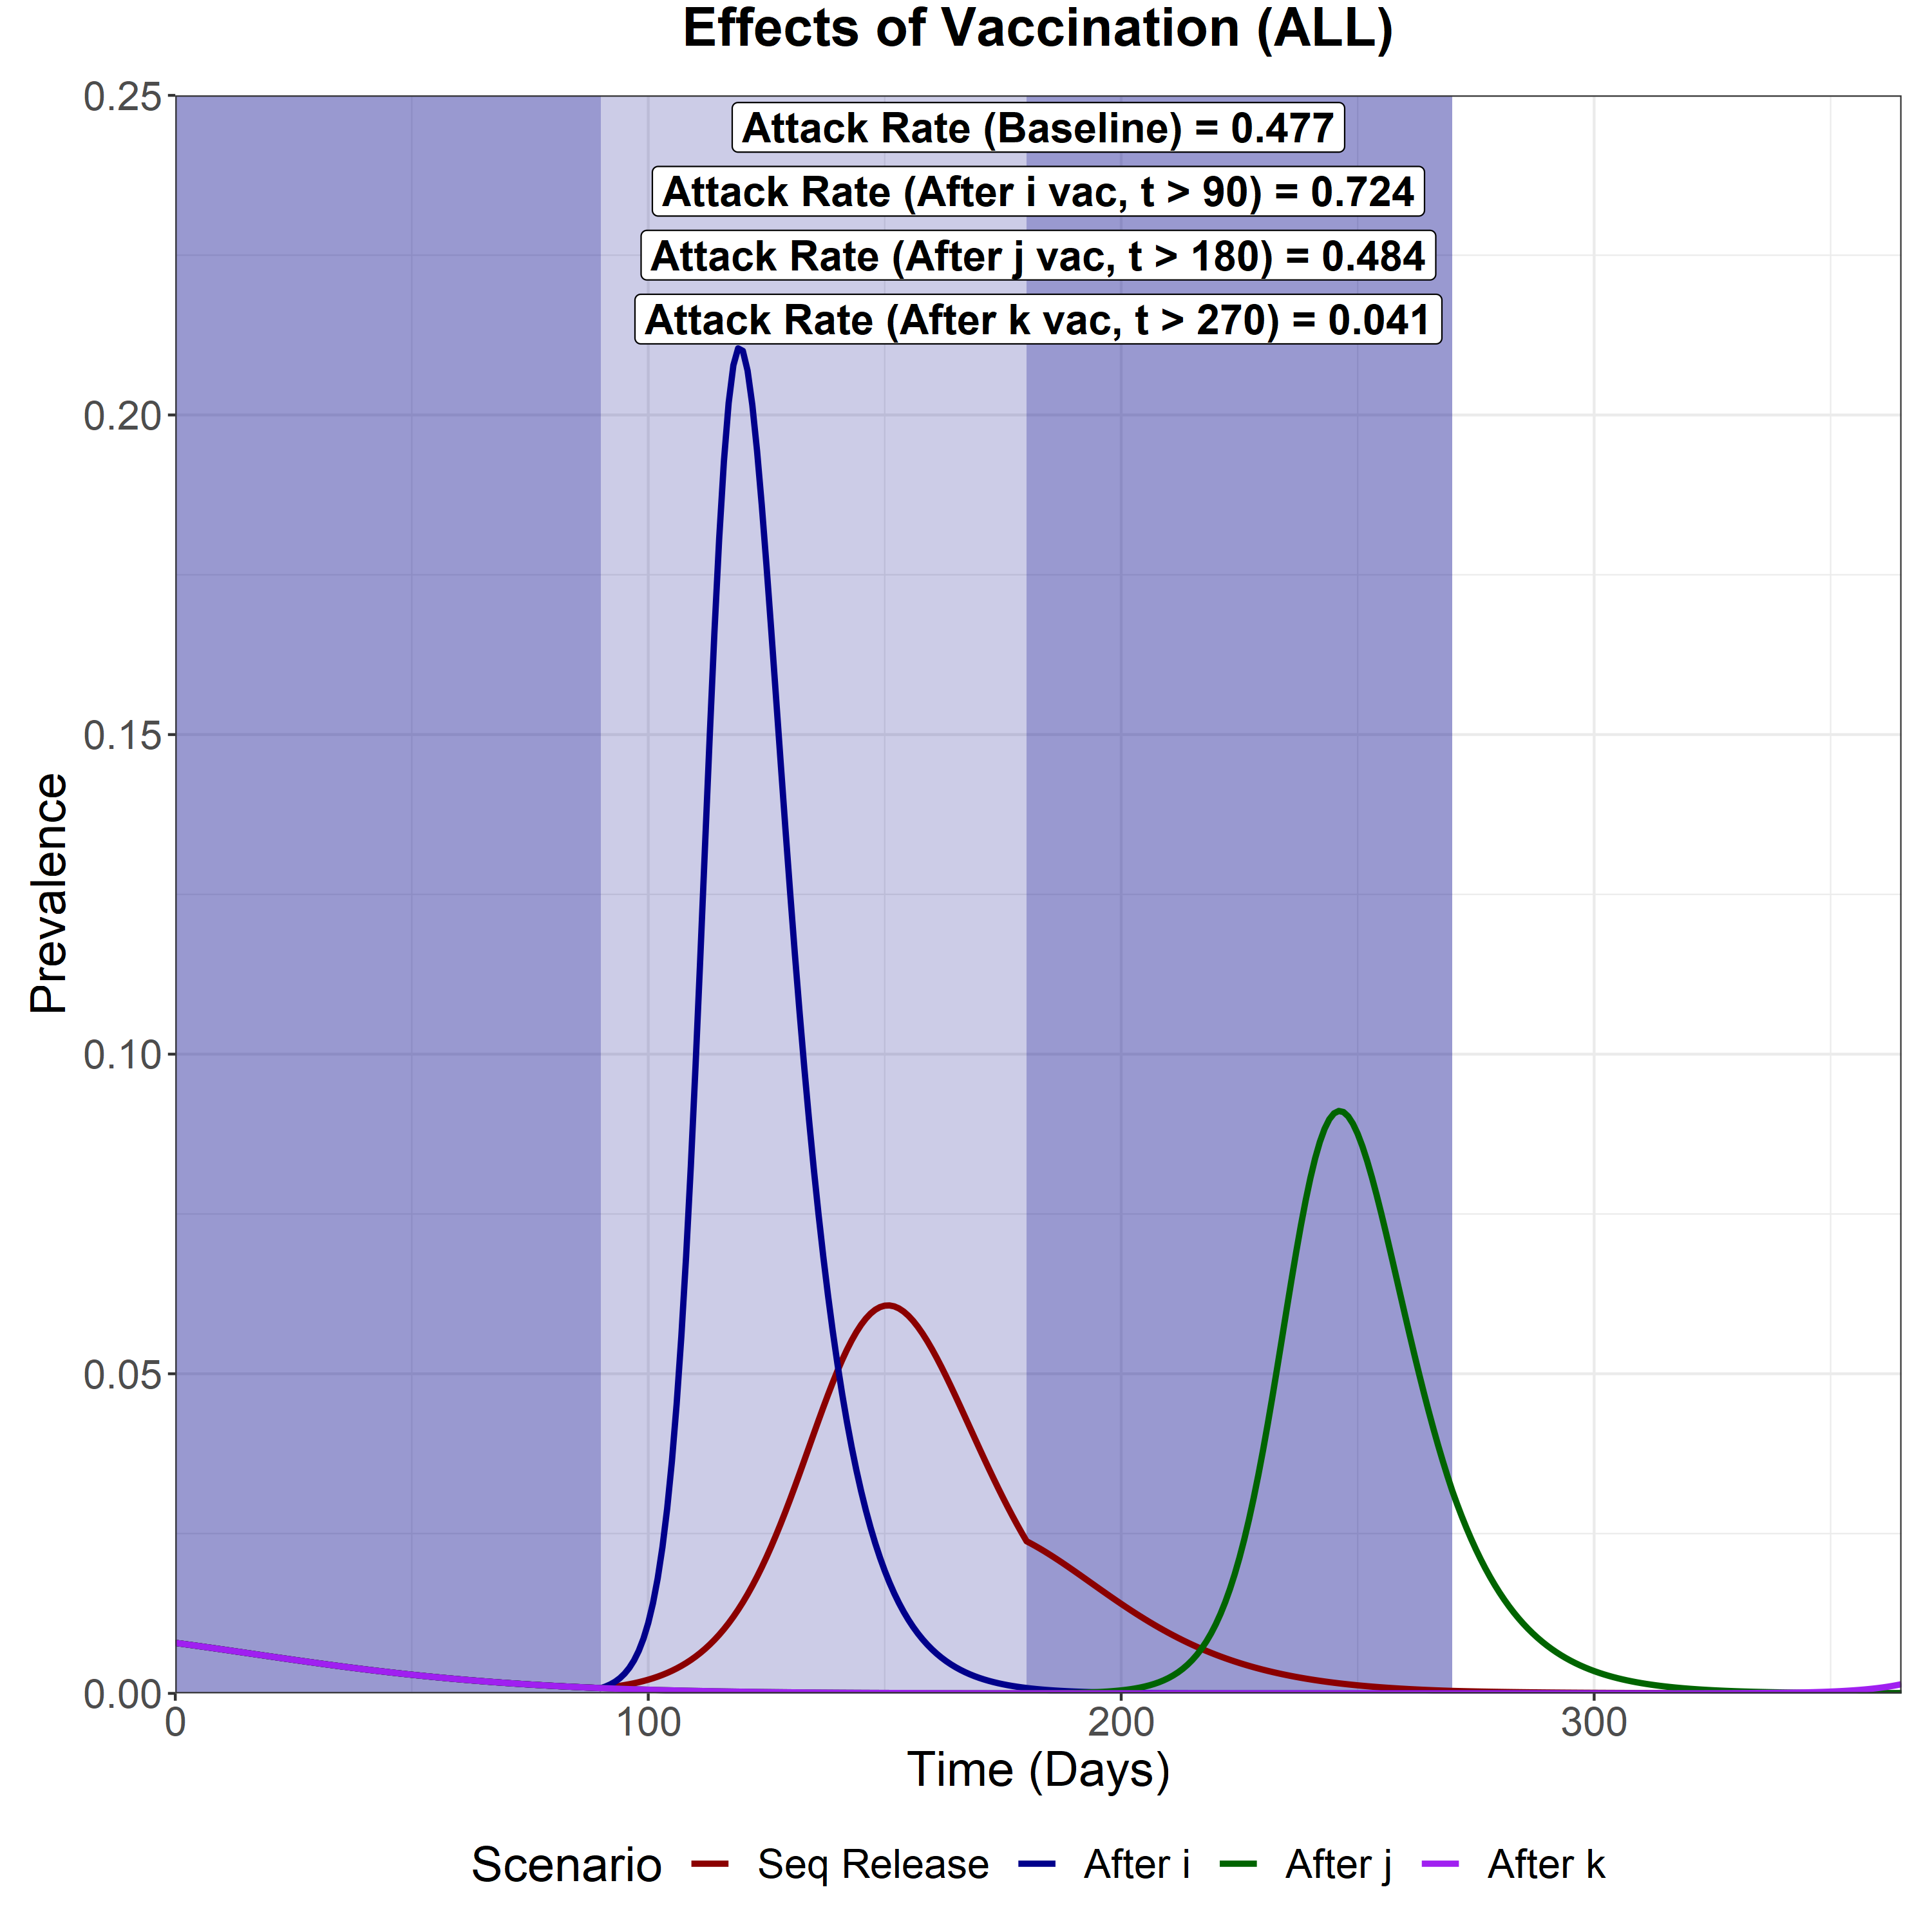 Effects of Vaccination (ALL)
0.25
0.20
0.15
0.10
0.05
0.00
Prevalence
Attack Rate (Baseline) = 0.477
Attack Rate (After i vac, t > 90) = 0.724
Attack Rate (After j vac, t > 180) = 0.484
Attack Rate (After k vac, t > 270) = 0.041
0 100 200 300
Time (Days)
Scenario Seq Release After i After j After k